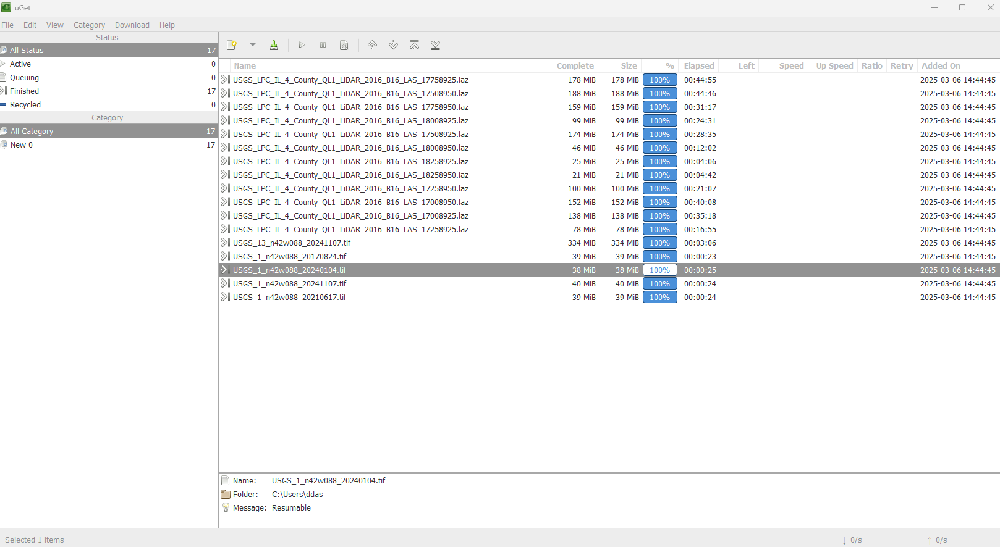 uGet
File Edit View Category Download Help
Status
All Status 17
Active 0
Queuing 0
Finished 17
Recycled 0
Category
All Category 17
New 0 17
Name Complete Size % Elapsed Left Speed Up Speed Ratio Retry Added On
USGS_LPC_IL_4_County_QL1_LiDAR_2016_B16_LAS_17758925.laz 178 MiB 178 MiB 100% 00:44:55 2025-03-06 14:44:45
USGS_LPC_IL_4_County_QL1_LiDAR_2016_B16_LAS_17508950.laz 188 MiB 188 MiB 100% 00:44:46 2025-03-06 14:44:45
USGS_LPC_IL_4_County_QL1_LiDAR_2016_B16_LAS_17758950.laz 159 MiB 159 MiB 100% 00:31:17 2025-03-06 14:44:45
USGS_LPC_IL_4_County_QL1_LiDAR_2016_B16_LAS_18008925.laz 99 MiB 99 MiB 100% 00:24:31 2025-03-06 14:44:45
USGS_LPC_IL_4_County_QL1_LiDAR_2016_B16_LAS_17508925.laz 174 MiB 174 MiB 100% 00:28:35 2025-03-06 14:44:45
USGS_LPC_IL_4_County_QL1_LiDAR_2016_B16_LAS_18008950.laz 46 MiB 46 MiB 100% 00:12:02 2025-03-06 14:44:45
USGS_LPC_IL_4_County_QL1_LiDAR_2016_B16_LAS_18258925.laz 25 MiB 25 MiB 100% 00:04:06 2025-03-06 14:44:45
USGS_LPC_IL_4_County_QL1_LiDAR_2016_B16_LAS_18258950.laz 21 MiB 21 MiB 100% 00:04:42 2025-03-06 14:44:45
USGS_LPC_IL_4_County_QL1_LiDAR_2016_B16_LAS_17258950.laz 100 MiB 100 MiB 100% 00:21:07 2025-03-06 14:44:45
USGS_LPC_IL_4_County_QL1_LiDAR_2016_B16_LAS_17008950.laz 152 MiB 152 MiB 100% 00:40:08 2025-03-06 14:44:45
USGS_LPC_IL_4_County_QL1_LiDAR_2016_B16_LAS_17008925.laz 138 MiB 138 MiB 100% 00:35:18 2025-03-06 14:44:45
USGS_LPC_IL_4_County_QL1_LiDAR_2016_B16_LAS_17258925.laz 78 MiB 78 MiB 100% 00:16:55 2025-03-06 14:44:45
USGS_13_n42w088_20241107.tif 334 MiB 334 MiB 100% 00:03:06 2025-03-06 14:44:45
USGS_1_n42w088_20170824.tif 39 MiB 39 MiB 100% 00:00:23 2025-03-06 14:44:45
USGS_1_n42w088_20240104.tif 38 MiB 38 MiB 100% 00:00:25 2025-03-06 14:44:45
USGS_1_n42w088_20241107.tif 40 MiB 40 MiB 100% 00:00:24 2025-03-06 14:44:45
USGS_1_n42w088_20210617.tif 39 MiB 39 MiB 100% 00:00:24 2025-03-06 14:44:45
Name: USGS_1_n42w088_20240104.tif
Folder: C:\Users\ddas
Message: Resumable
Selected 1 items ↓ 0/s ↑ 0/s